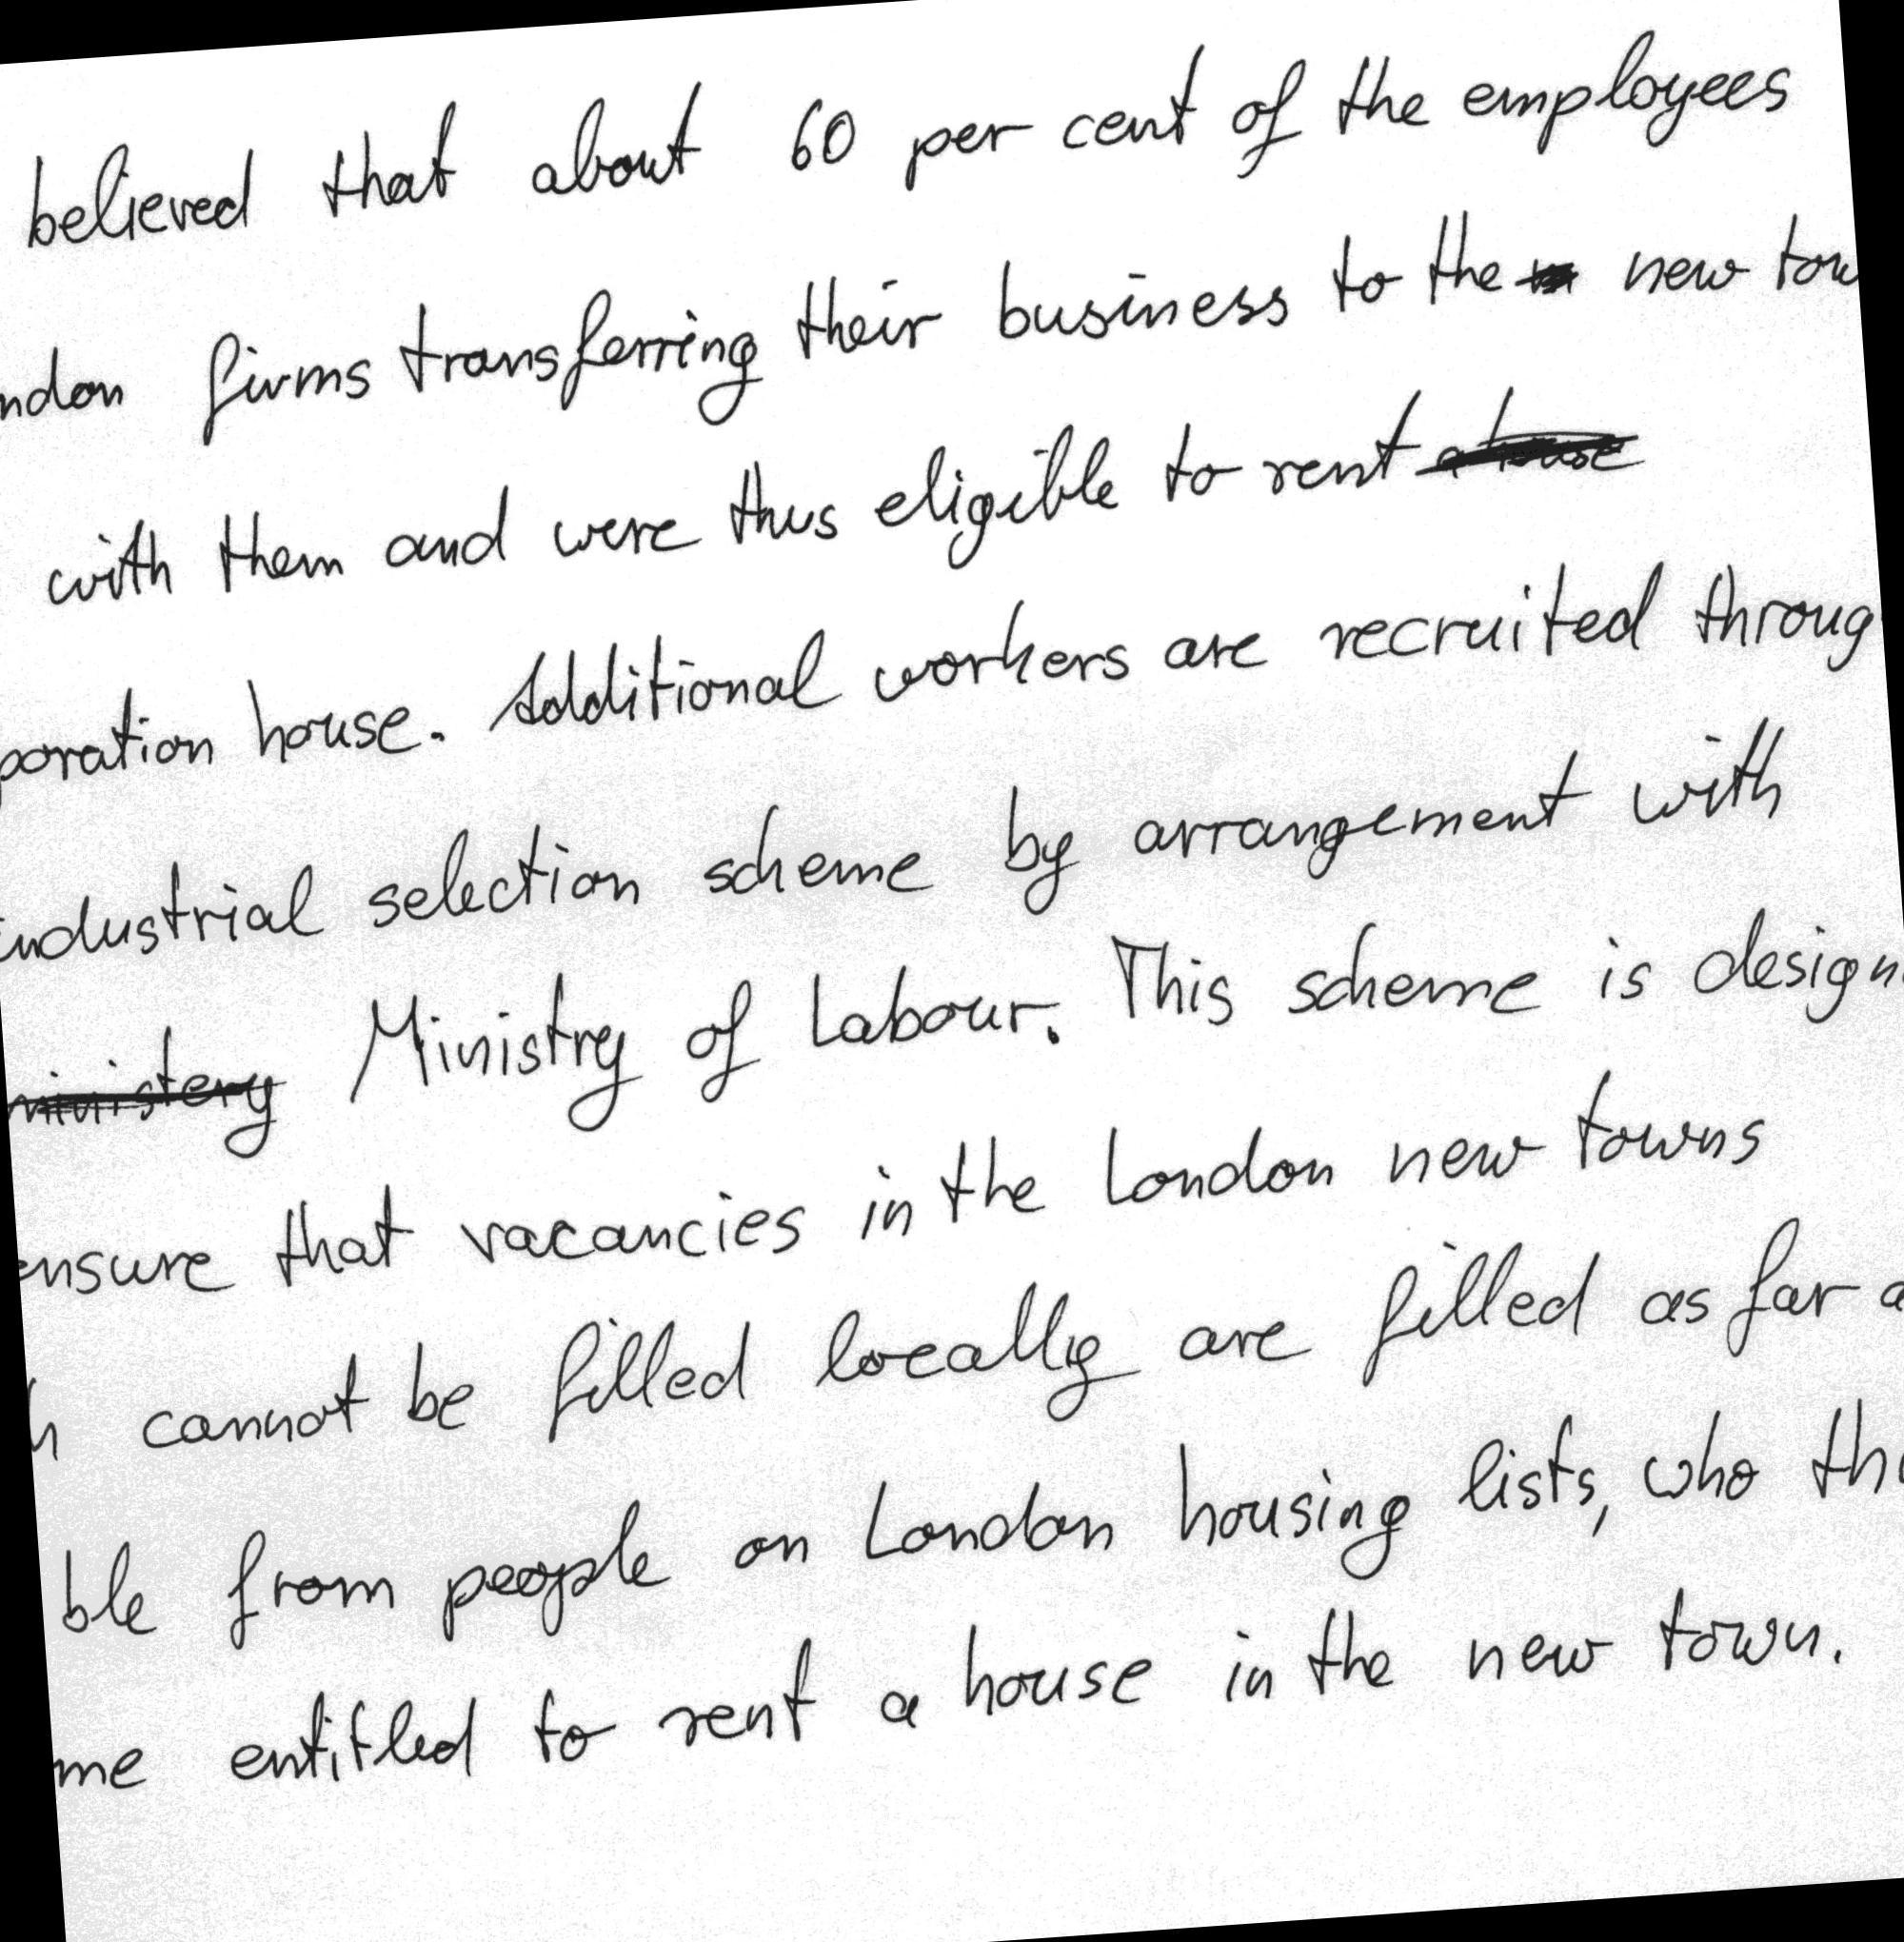 believed that about 60 per cent of the employees
ndon firms transferring their business to the new tow
with them and were thus eligible to rent
poration house. Additional workers are recruited throug
industrial selection scheme by arrangement with
ministery Ministry of Labour. This scheme is design
ensure that vacancies in the London new towns
h cannot be filled locally are filled as far a
ble from people on London housing lists, who th
me entitled to rent a house in the new town.